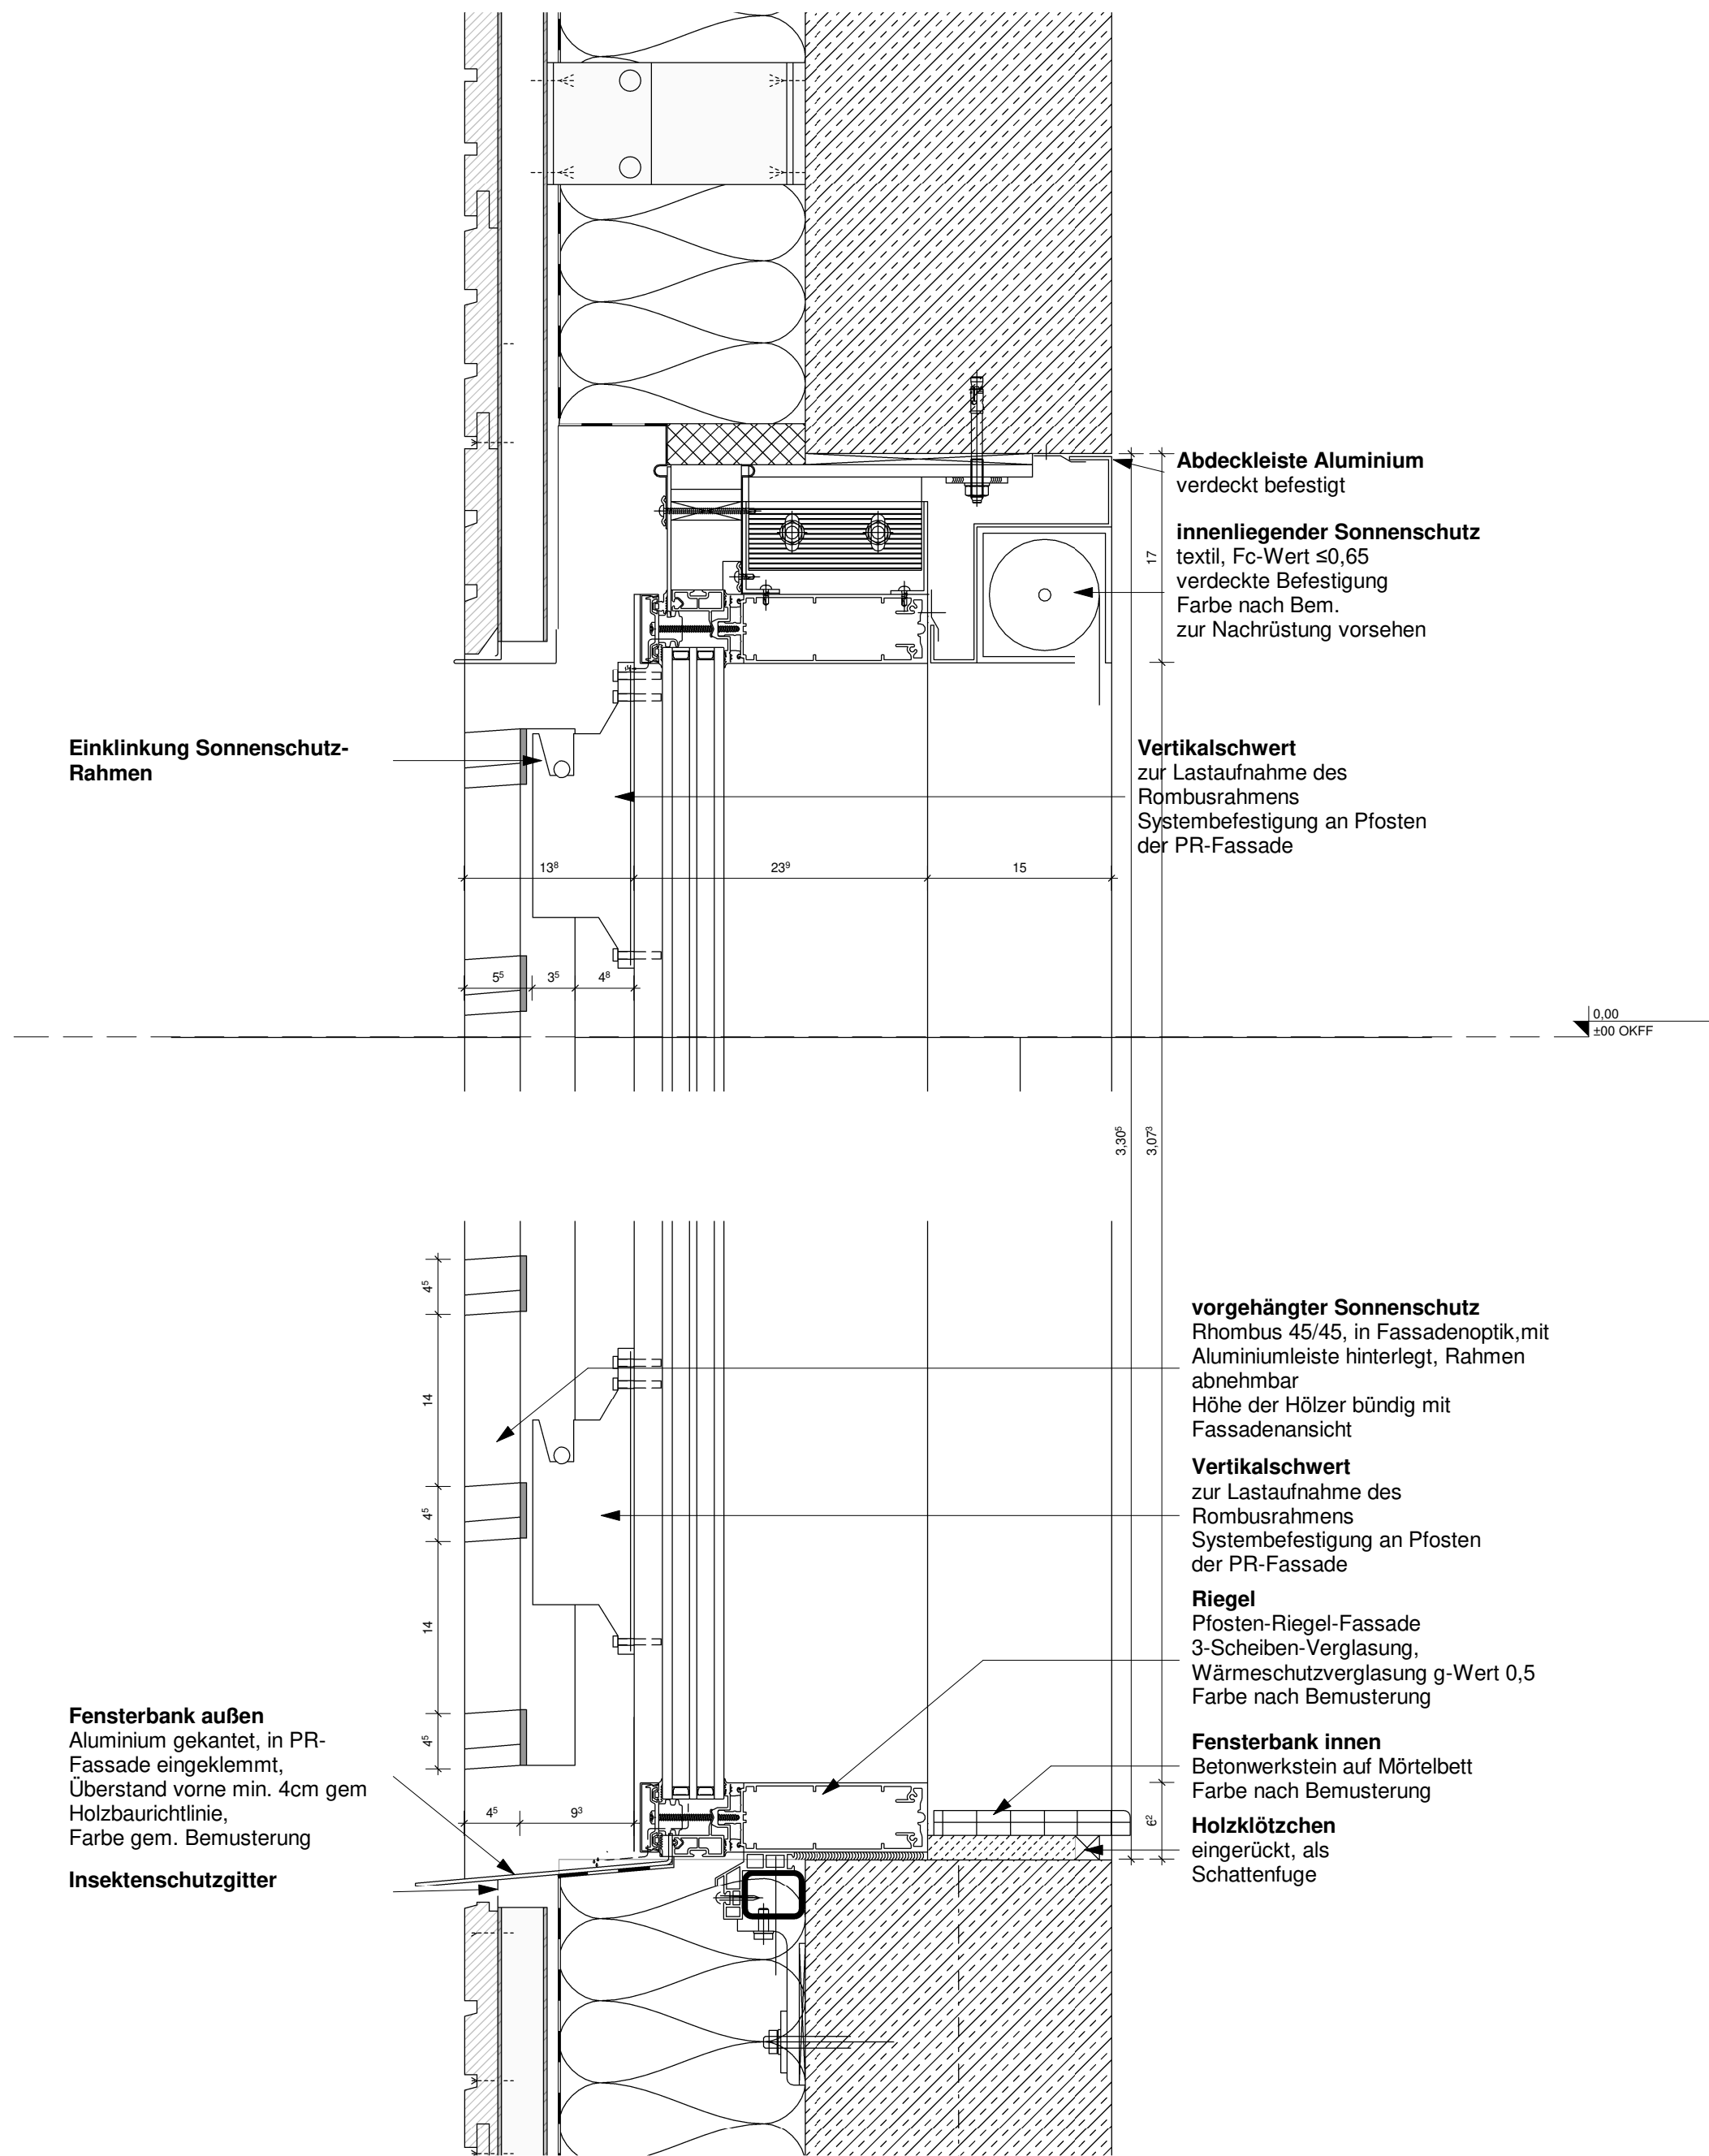 Abdeckleiste Aluminium
verdeckt befestigt
innenliegender Sonnenschutz
textil, Fc-Wert ≤0,65
verdeckte Befestigung
Farbe nach Bem.
zur Nachrüstung vorsehen
17
Einklinkung Sonnenschutz-
Rahmen
Vertikalschwert
zur Lastaufnahme des
Rombusrahmens
Systembefestigung an Pfosten
der PR-Fassade
13⁸
23⁹
15
5⁵
3⁵
4⁸
0,00
±00 OKFF
3,30⁵
3,07³
4⁵
14
4⁵
14
4⁵
vorgehängter Sonnenschutz
Rhombus 45/45, in Fassadenoptik,mit
Aluminiumleiste hinterlegt, Rahmen
abnehmbar
Höhe der Hölzer bündig mit
Fassadenansicht
Vertikalschwert
zur Lastaufnahme des
Rombusrahmens
Systembefestigung an Pfosten
der PR-Fassade
Riegel
Pfosten-Riegel-Fassade
3-Scheiben-Verglasung,
Wärmeschutzverglasung g-Wert 0,5
Farbe nach Bemusterung
Fensterbank außen
Aluminium gekantet, in PR-
Fassade eingeklemmt,
Überstand vorne min. 4cm gem
Holzbaurichtlinie,
Farbe gem. Bemusterung
Insektenschutzgitter
4⁵
9³
6²
Fensterbank innen
Betonwerkstein auf Mörtelbett
Farbe nach Bemusterung
Holzklötzchen
eingerückt, als
Schattenfuge